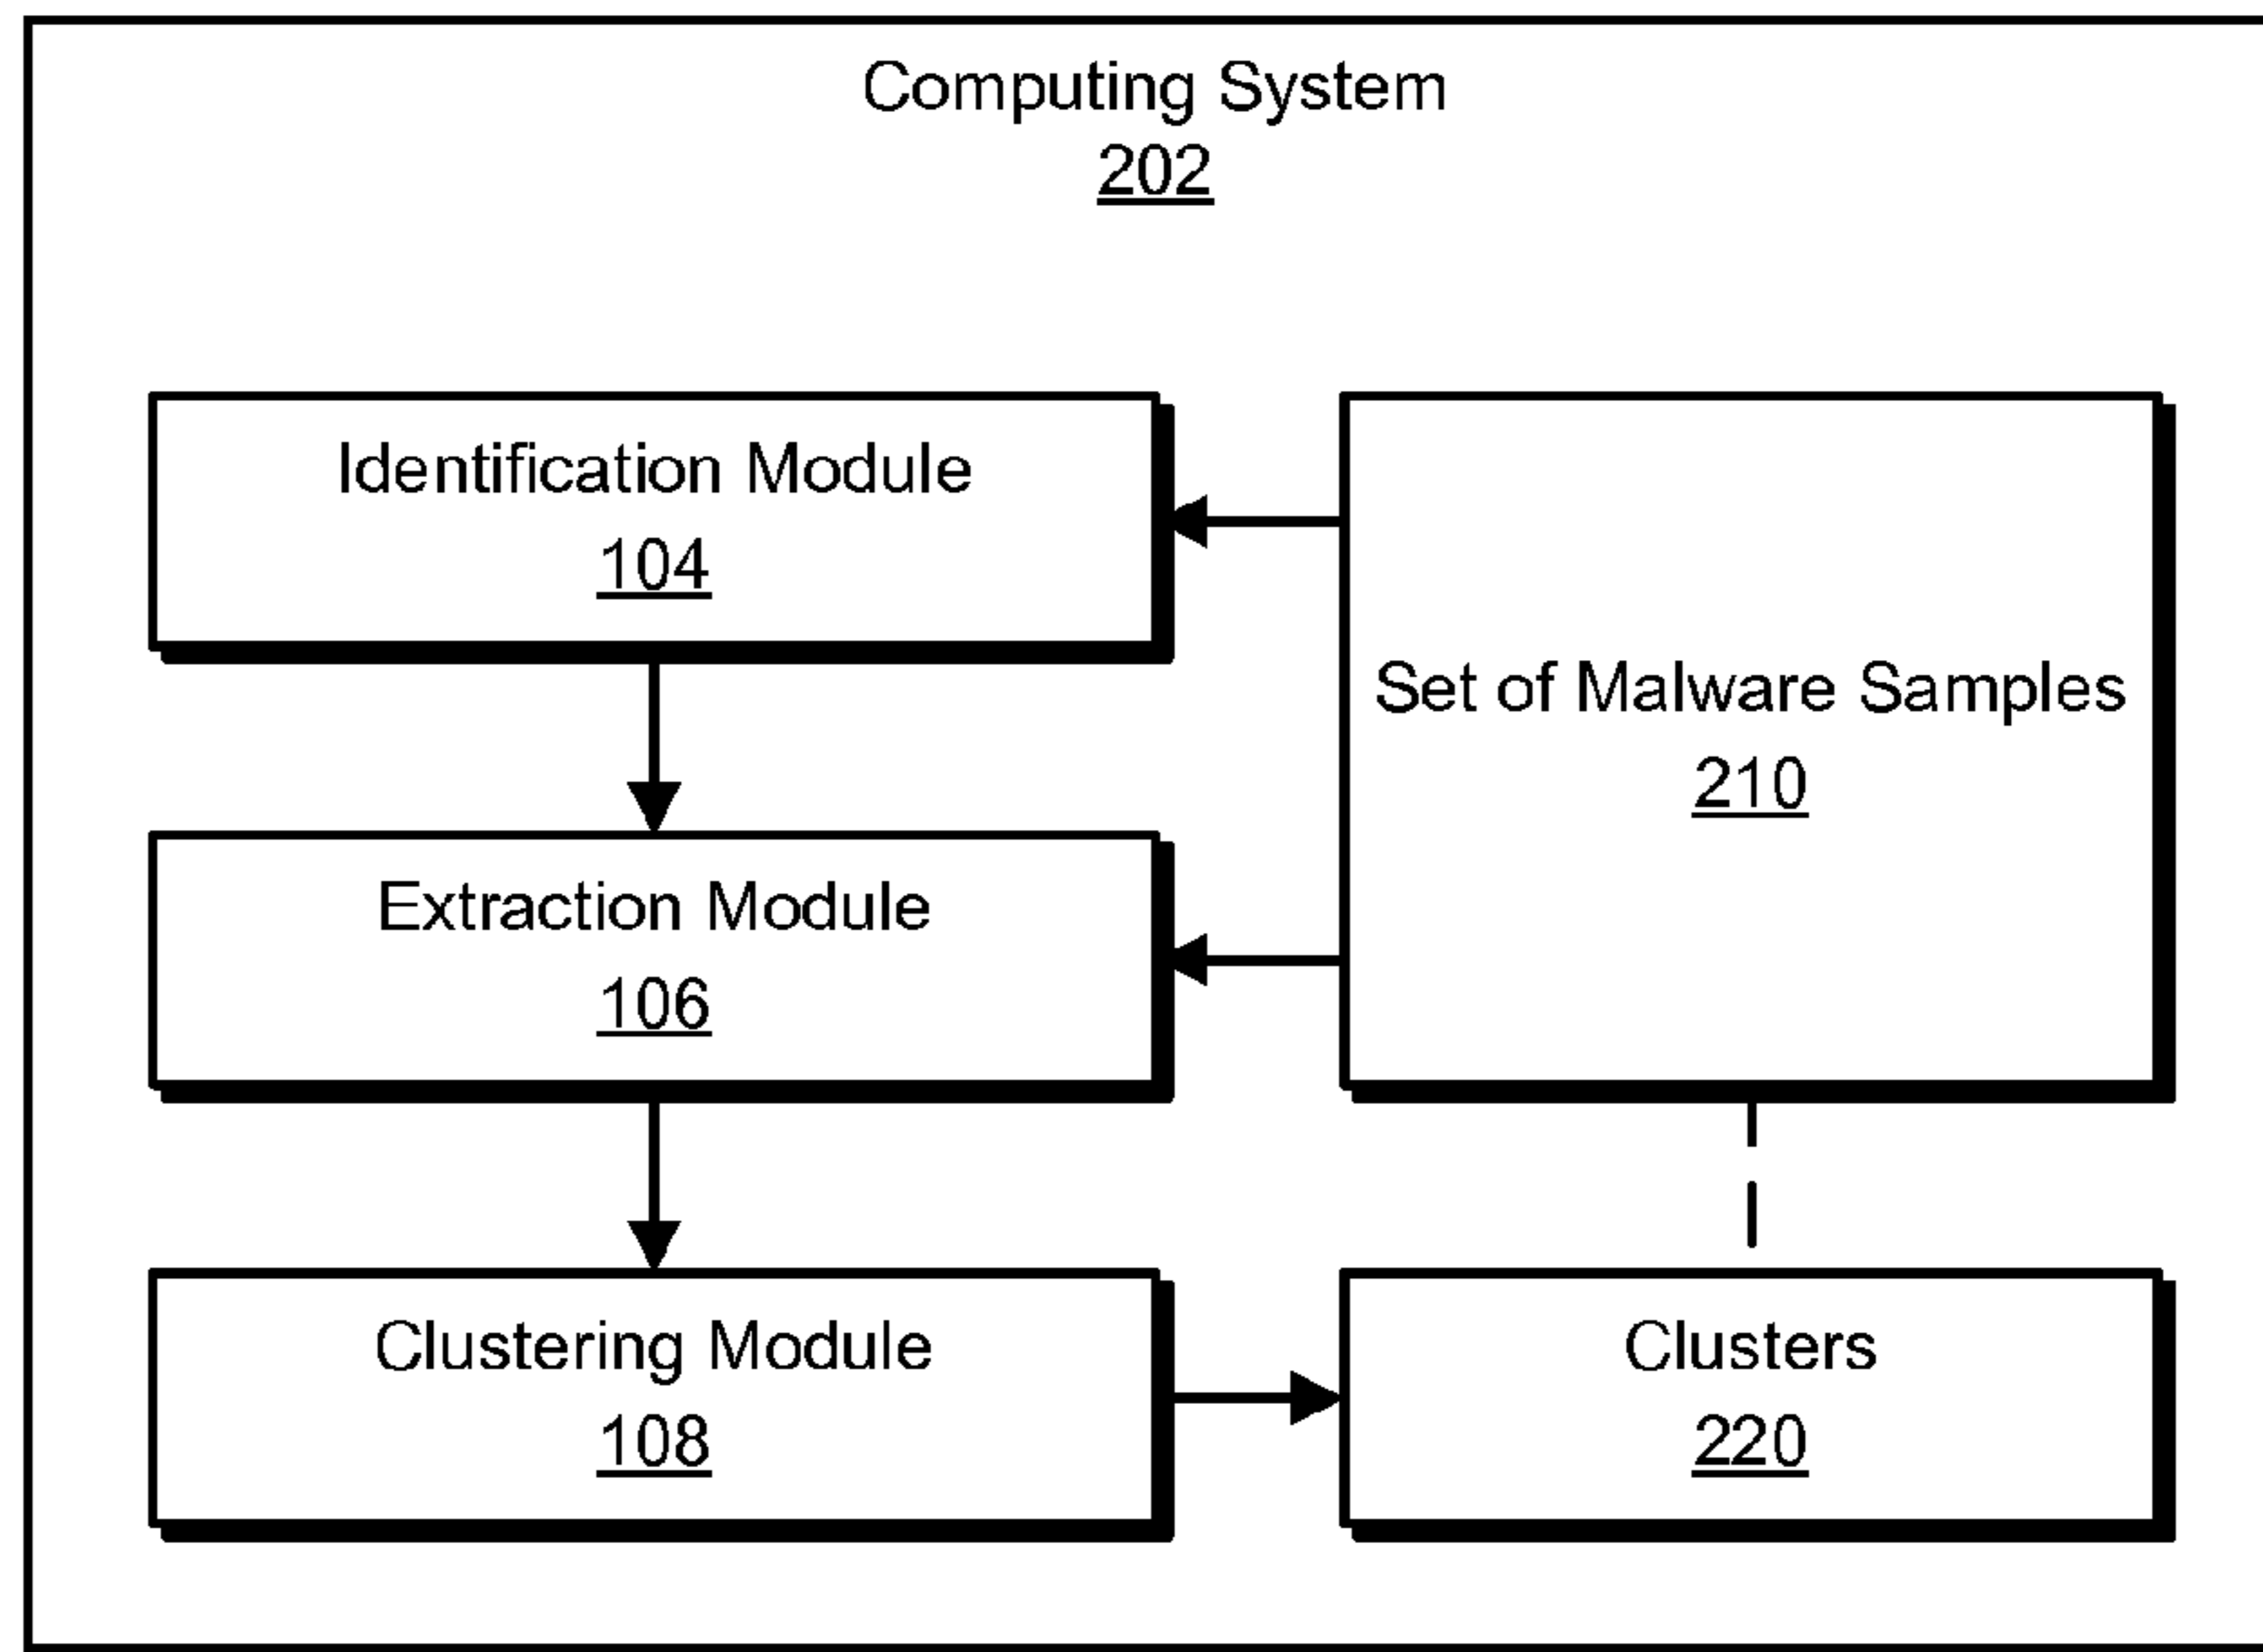 Computing System
202
Identification Module
104
Set of Malware Samples
210
Extraction Module
106
Clustering Module
108
Clusters
220